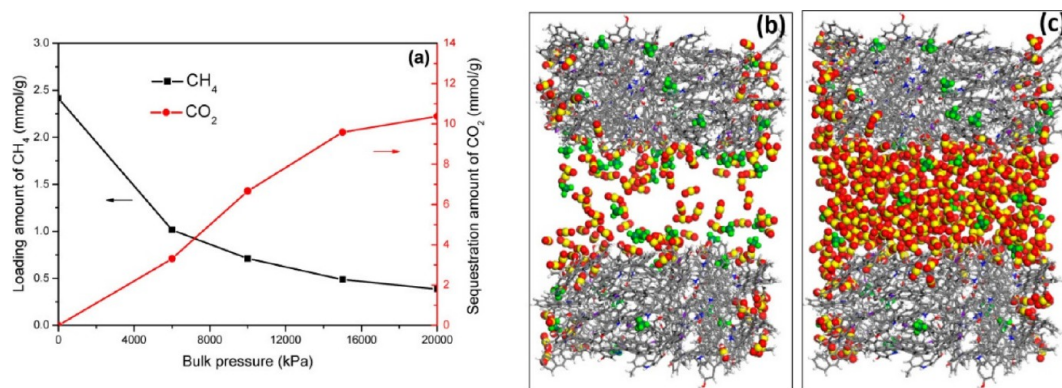 (a)
CH4
CO2
Loading amount of CH4 (mmol/g)
3.0
2.5
2.0
1.5
1.0
0.5
0.0
0
4000
8000
12000
16000
20000
Bulk pressure (kPa)
14
12
10
8
6
4
2
0
Sequestration amount of CO2 (mmol/g)
(b)
(c)